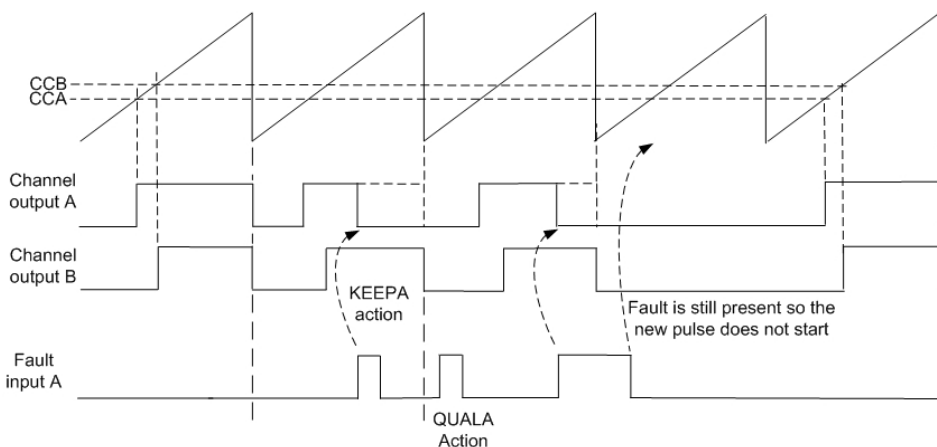 CCB
CCA
Channel
output A
Channel
output B
KEEPA
action
Fault is still present so the
new pulse does not start
Fault
input A
QUALA
Action